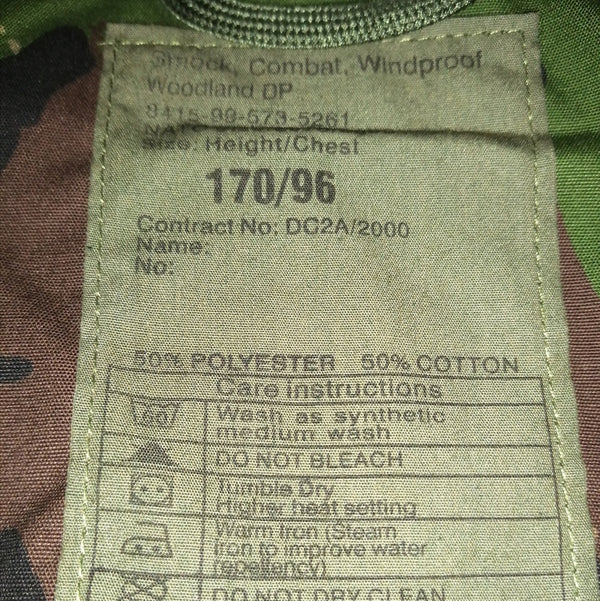 Smock, Combat, Windproof
Woodland DP
8415-99-573-5261
Size: Height/Chest
170/96
Contract No: DC2A/2000
Name:
No:
50% POLYESTER 50% COTTON
Care instructions
60
Wash as synthetic
medium wash
DO NOT BLEACH
Tumble Dry
Higher heat setting
Warm Iron (Steam
Iron to improve water
repellency)
DO NOT DRY CLEAN